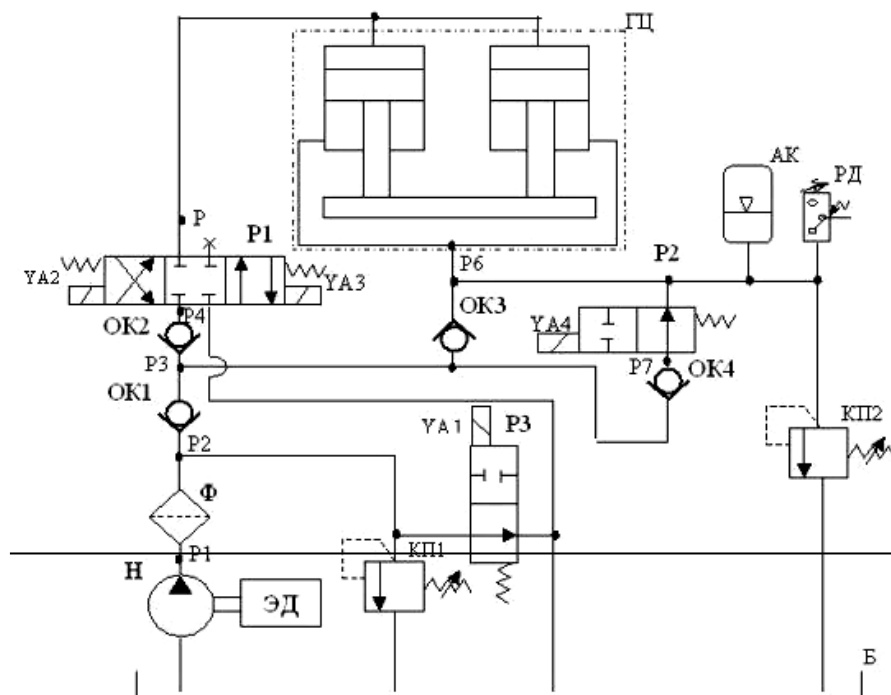 ГЦ
АК
РД
Р
Р1
Р6
Р2
YA2
YA3
Р4
ОК2
ОК3
YA4
Р3
Р7
ОК4
ОК1
YA1
Р3
КП2
Р2
Ф
Р1
КП1
Н
ЭД
Б